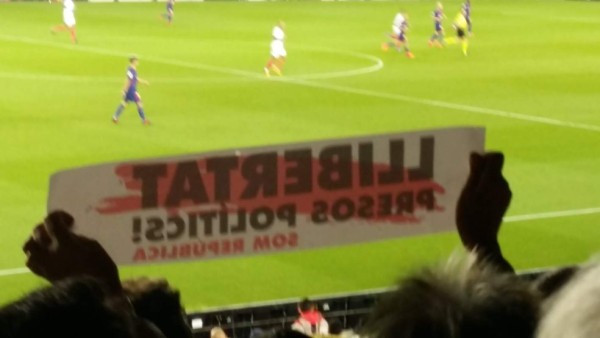 LLIBERTAT
PRESOS POLÍTICS!
SOM REPÚBLICA